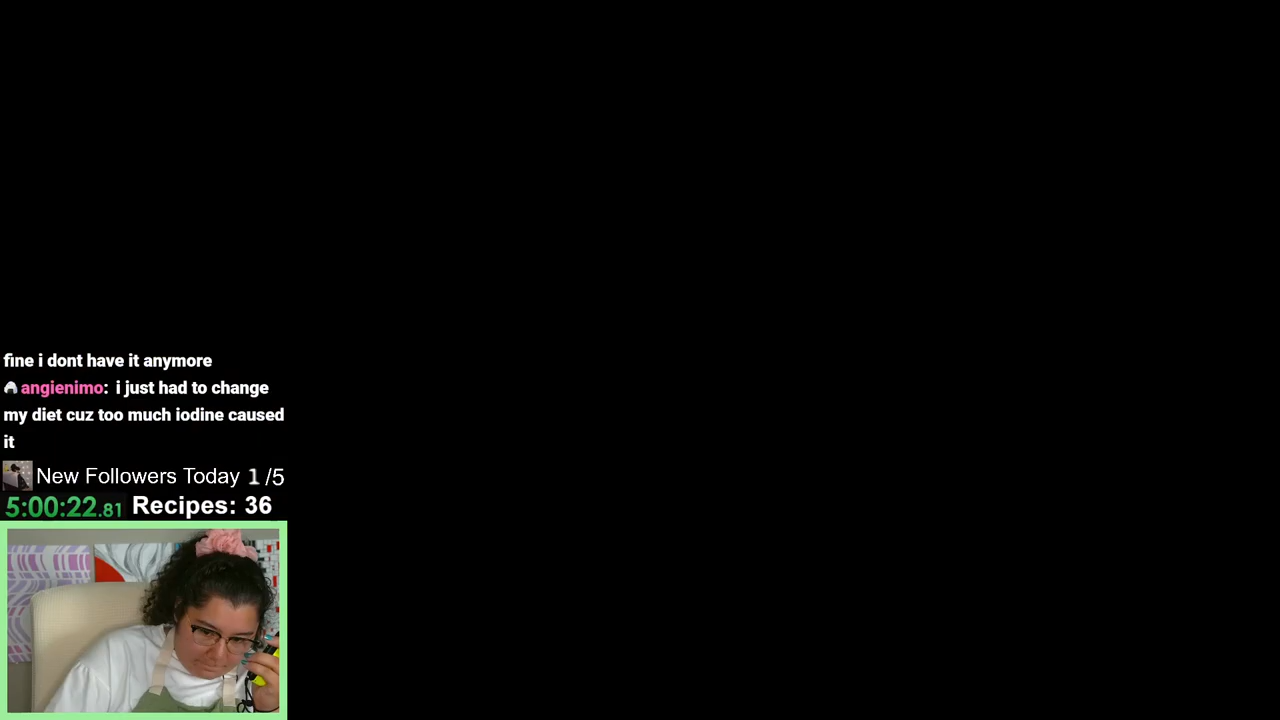 fine i dont have it anymore
angienimo: i just had to change
my diet cuz too much iodine caused
it
New Followers Today 1 /5
5:00:22.81 Recipes: 36